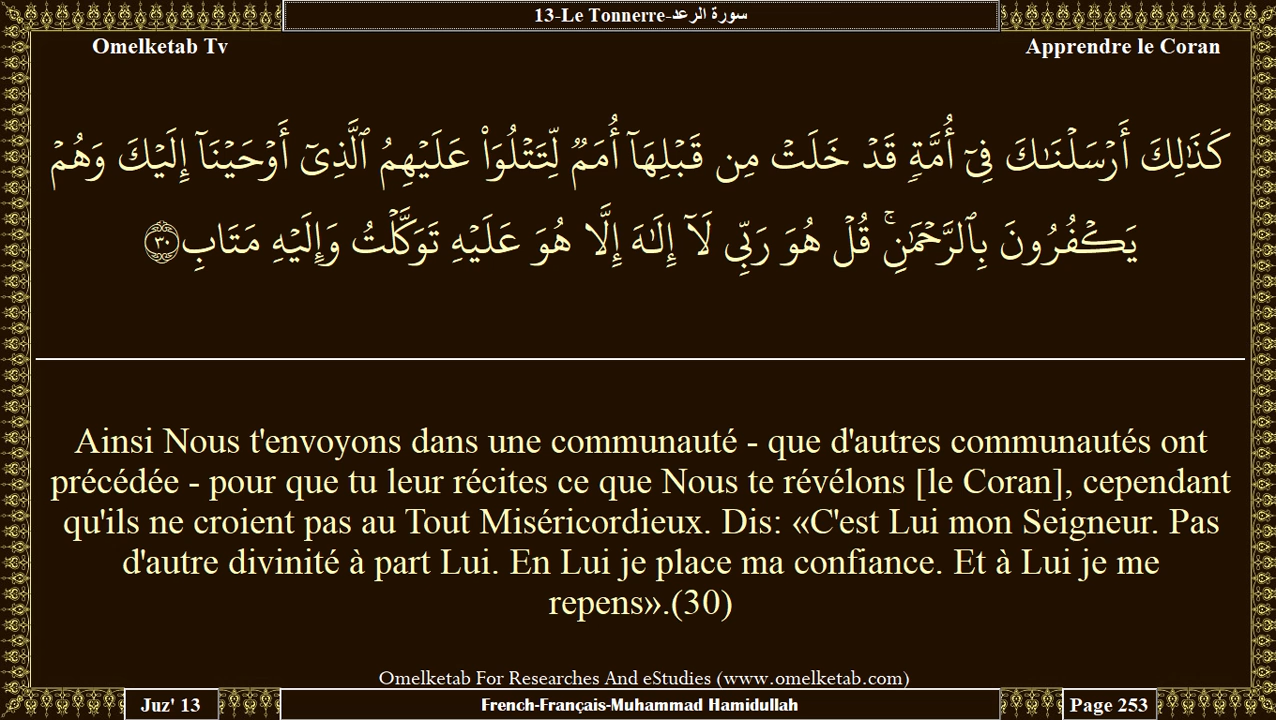 13-Le Tonnerre-سورة الرعد
Omelketab Tv
Apprendre le Coran
كَذَٰلِكَ أَرۡسَلۡنَـٰكَ فِیۤ أُمَّةࣲ قَدۡ خَلَتۡ مِن قَبۡلِهَاۤ أُمَمࣱ لِّتَتۡلُوَا۟ عَلَیۡهِمُ ٱلَّذِیۤ أَوۡحَیۡنَاۤ إِلَیۡكَ وَهُمۡ
یَكۡفُرُونَ بِٱلرَّحۡمَـٰنِۚ قُلۡ هُوَ رَبِّی لَاۤ إِلَـٰهَ إِلَّا هُوَ عَلَیۡهِ تَوَكَّلۡتُ وَإِلَیۡهِ مَتَابِ ٣٠
Ainsi Nous t'envoyons dans une communauté - que d'autres communautés ont
précédée - pour que tu leur récites ce que Nous te révélons [le Coran], cependant
qu'ils ne croient pas au Tout Miséricordieux. Dis: «C'est Lui mon Seigneur. Pas
d'autre divinité à part Lui. En Lui je place ma confiance. Et à Lui je me
repens».(30)
Omelketab For Researches And eStudies (www.omelketab.com)
Juz' 13
French-Français-Muhammad Hamidullah
Page 253